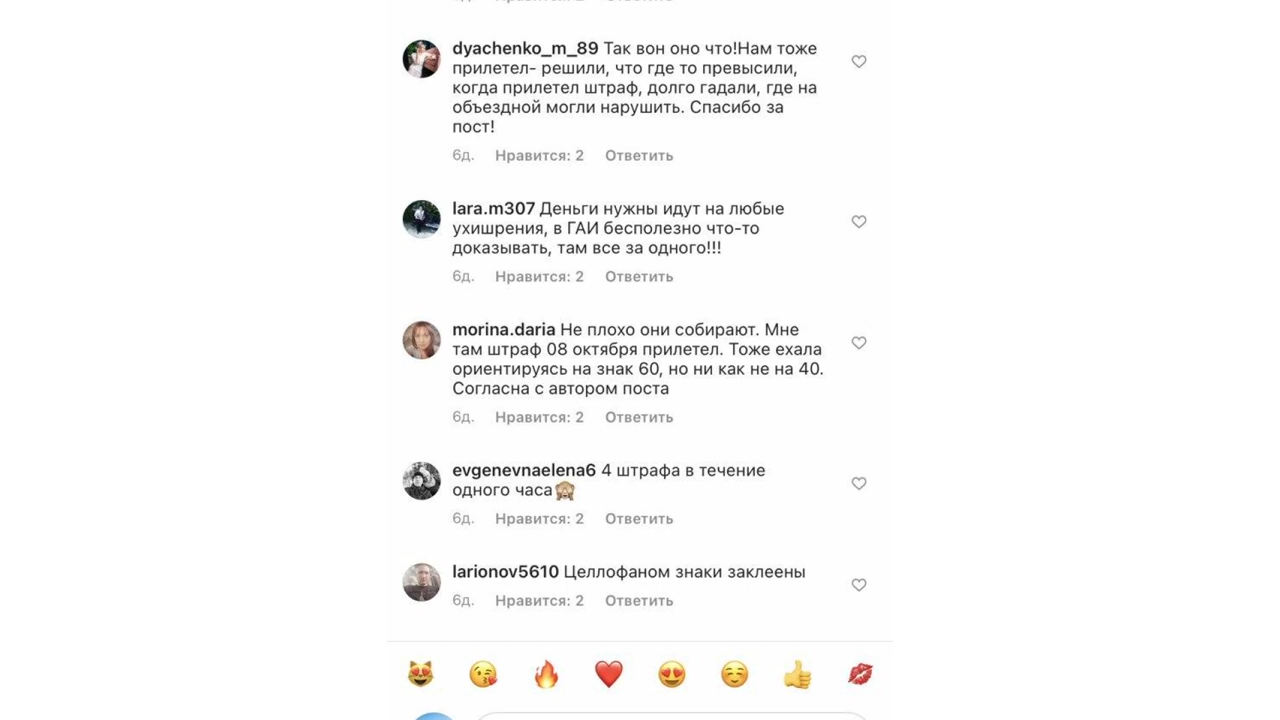 dyachenko_m_89 Так вон оно что!Нам тоже
прилетел- решили, что где то превысили,
когда прилетел штраф, долго гадали, где на
объездной могли нарушить. Спасибо за
пост!
6д. Нравится: 2 Ответить
lara.m307 Деньги нужны идут на любые
ухишрения, в ГАИ бесполезно что-то
доказывать, там все за одного!!!
6д. Нравится: 2 Ответить
morina.daria Не плохо они собирают. Мне
там штраф 08 октября прилетел. Тоже ехала
ориентируясь на знак 60, но ни как не на 40.
Согласна с автором поста
6д. Нравится: 2 Ответить
evgenevnaelena6 4 штрафа в течение
одного часа🙈
6д. Нравится: 2 Ответить
larionov5610 Целлофаном знаки заклеены
6д. Нравится: 2 Ответить